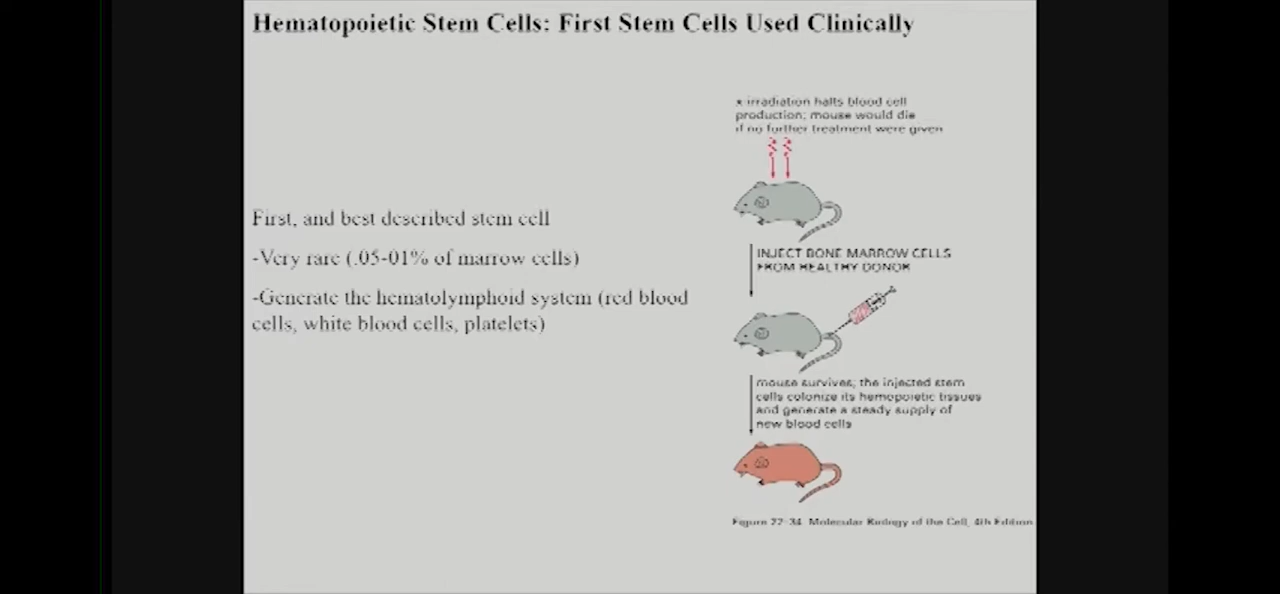 Hematopoietic Stem Cells: First Stem Cells Used Clinically
x irradiation halts blood cell
production; mouse would die
if no further treatment were given
First, and best described stem cell
-Very rare (.05-01% of marrow cells)
-Generate the hematolymphoid system (red blood
cells, white blood cells, platelets)
INJECT BONE MARROW CELLS
FROM HEALTHY DONOR
mouse survives; the injected stem
cells colonize its hemopoietic tissues
and generate a steady supply of
new blood cells
Figure 22-34 Molecular Biology of the Cell, 4th Edition